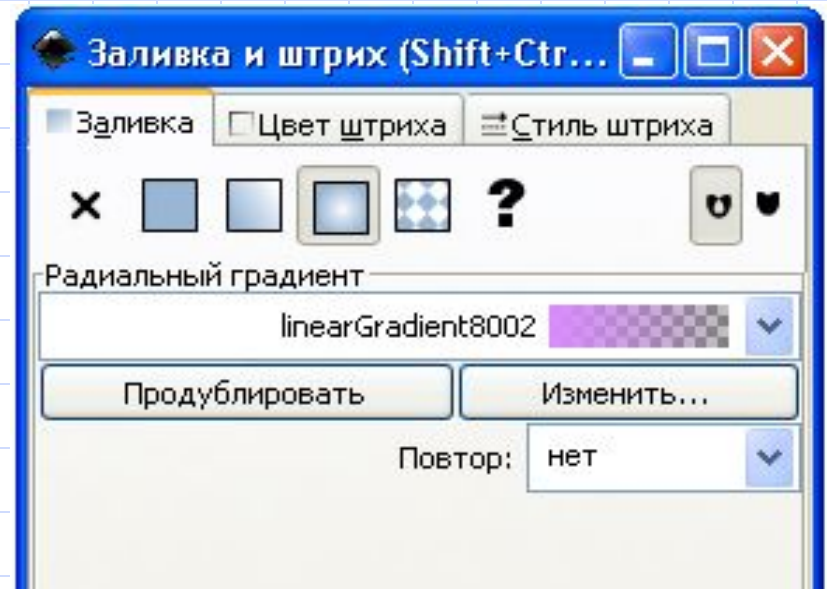 Заливка и штрих (Shift+Ctr...
Заливка Цвет штриха Стиль штриха
?
Радиальный градиент
linearGradient8002
Продублировать Изменить...
Повтор: нет